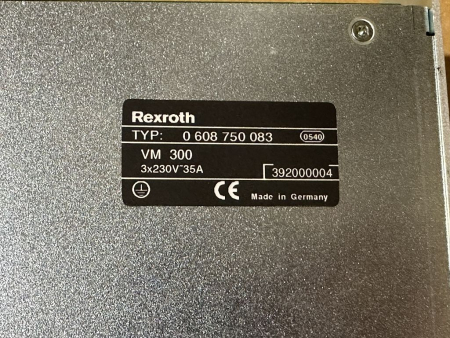 Rexroth
TYP: 0 608 750 083 0540
VM 300
3x230V~35A
392000004
CE Made in Germany